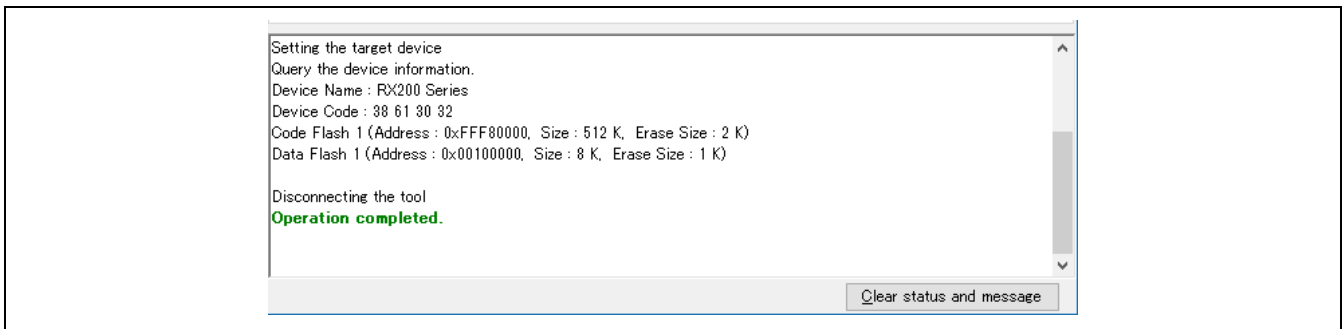 Setting the target device
Query the device information.
Device Name : RX200 Series
Device Code : 38 61 30 32
Code Flash 1 (Address : 0xFFF80000, Size : 512 K, Erase Size : 2 K)
Data Flash 1 (Address : 0x00100000, Size : 8 K, Erase Size : 1 K)
Disconnecting the tool
Operation completed.
Clear status and message